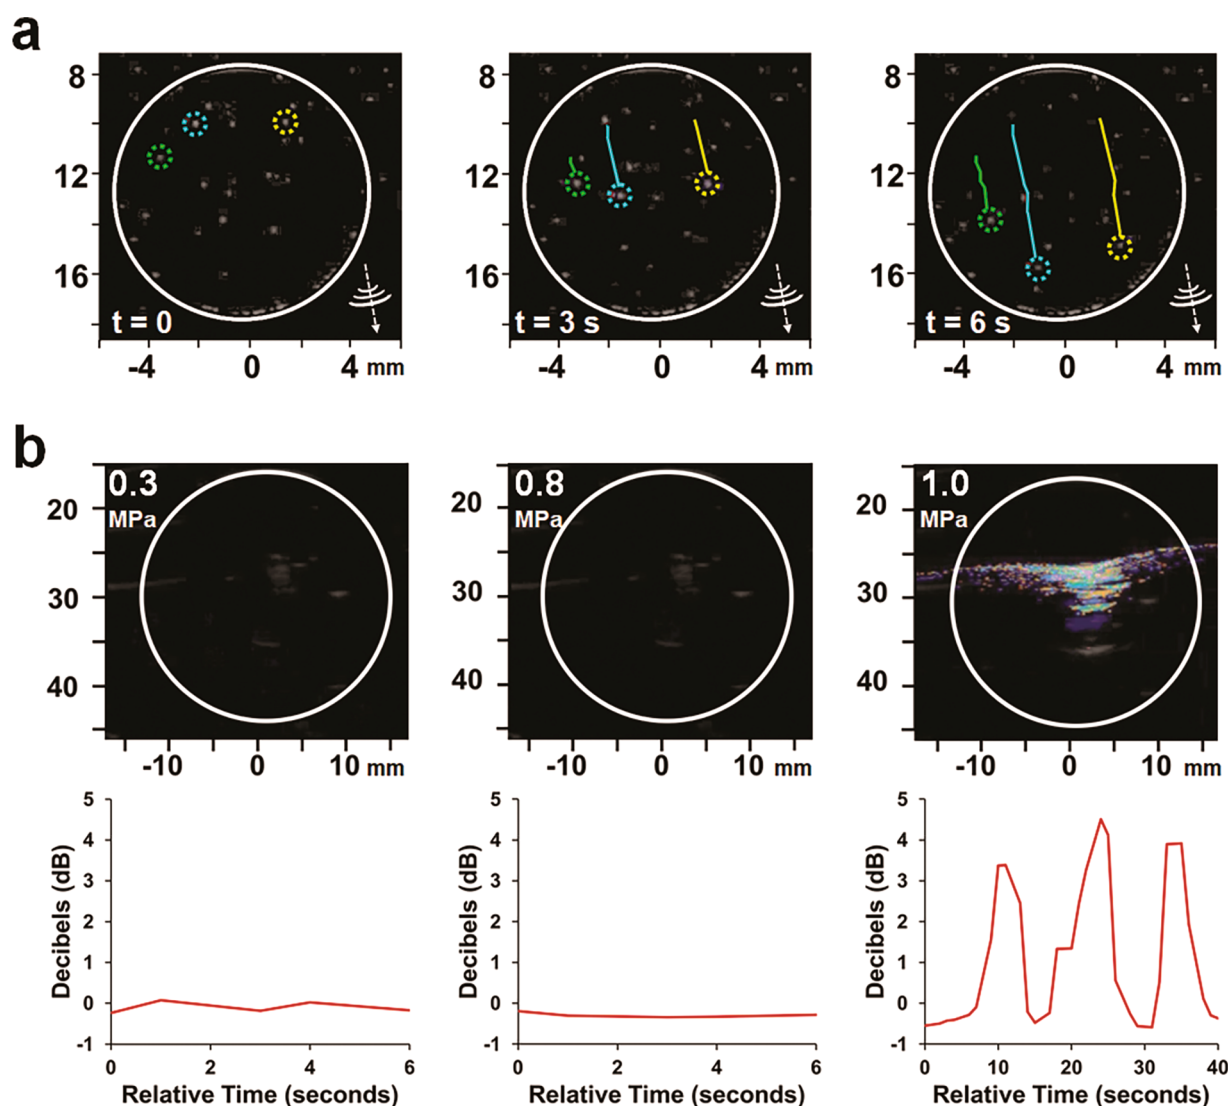 a
8
12
16
t = 0
-4 0 4 mm
8
12
16
t = 3 s
-4 0 4 mm
8
12
16
t = 6 s
-4 0 4 mm
b
0.3
MPa
20
30
40
-10 0 10 mm
0.8
MPa
20
30
40
-10 0 10 mm
1.0
MPa
20
30
40
-10 0 10 mm
Decibels (dB)
5
4
3
2
1
0
-1
0 2 4 6
Relative Time (seconds)
Decibels (dB)
5
4
3
2
1
0
-1
0 2 4 6
Relative Time (seconds)
Decibels (dB)
5
4
3
2
1
0
-1
0 10 20 30 40
Relative Time (seconds)